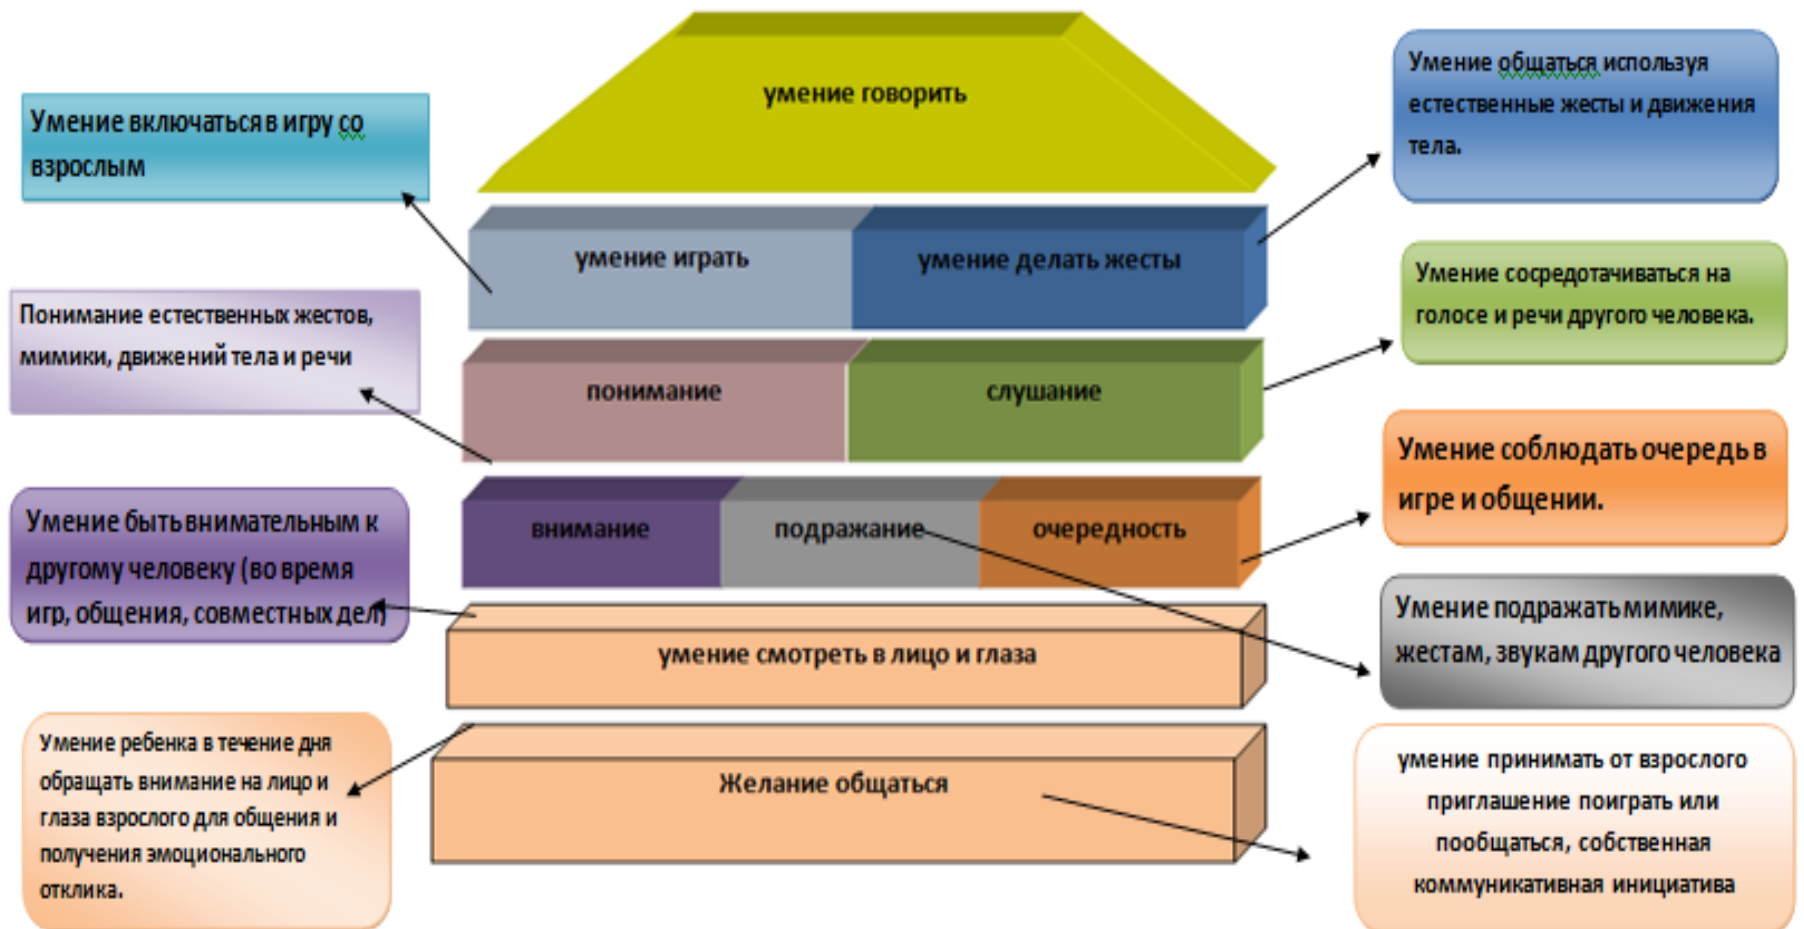 умение говорить
Умение включаться в игру со
взрослым
Умение общаться используя
естественные жесты и движения
тела.
умение играть
умение делать жесты
Понимание естественных жестов,
мимики, движений тела и речи
Умение сосредотачиваться на
голосе и речи другого человека.
понимание
слушание
Умение быть внимательным к
другому человеку (во время
игр, общения, совместных дел)
внимание
подражание
очередность
Умение соблюдать очередь в
игре и общении.
умение смотреть в лицо и глаза
Умение подражать мимике,
жестам, звукам другого человека
Умение ребенка в течение дня
обращать внимание на лицо и
глаза взрослого для общения и
получения эмоционального
отклика.
Желание общаться
умение принимать от взрослого
приглашение поиграть или
пообщаться, собственная
коммуникативная инициатива